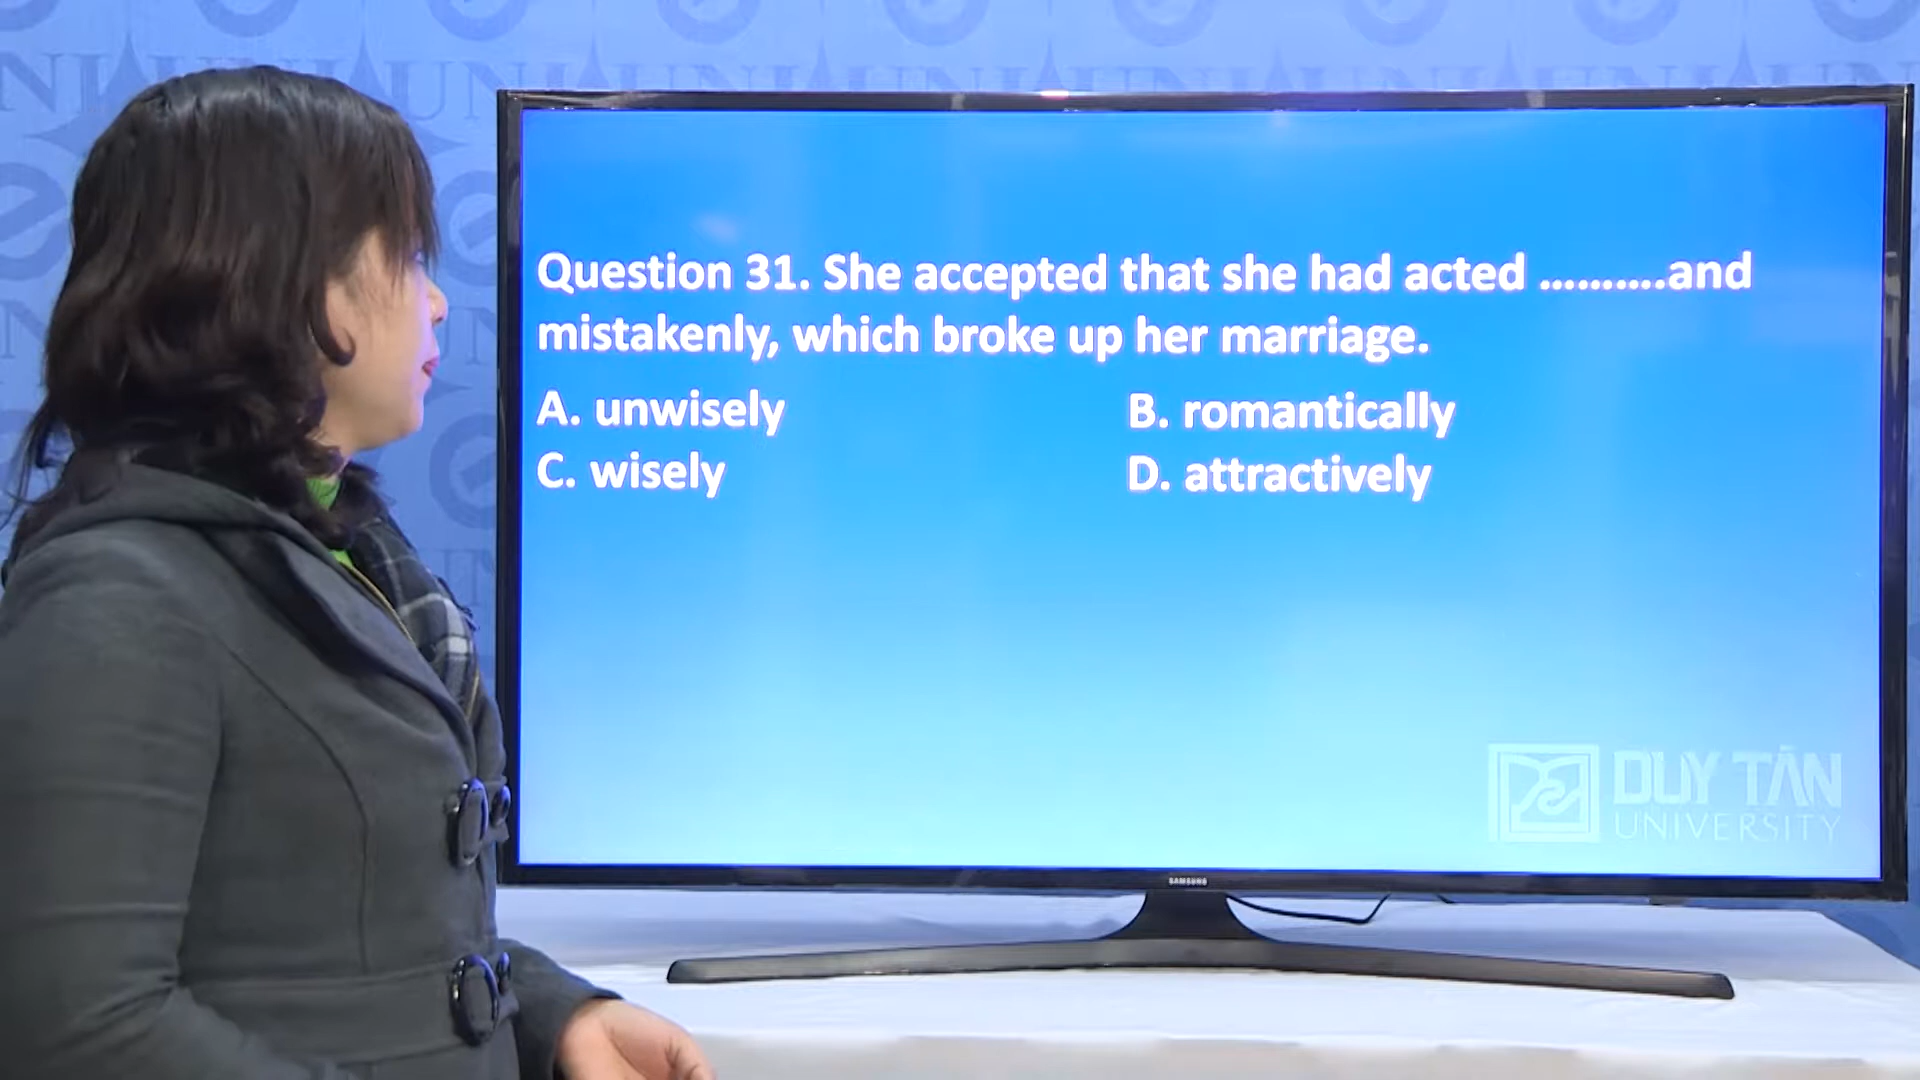 Question 31. She accepted that she had acted ...........and
mistakenly, which broke up her marriage.
A. unwisely
B. romantically
C. wisely
D. attractively
DUY TÂN
UNIVERSITY
SAMSUNG